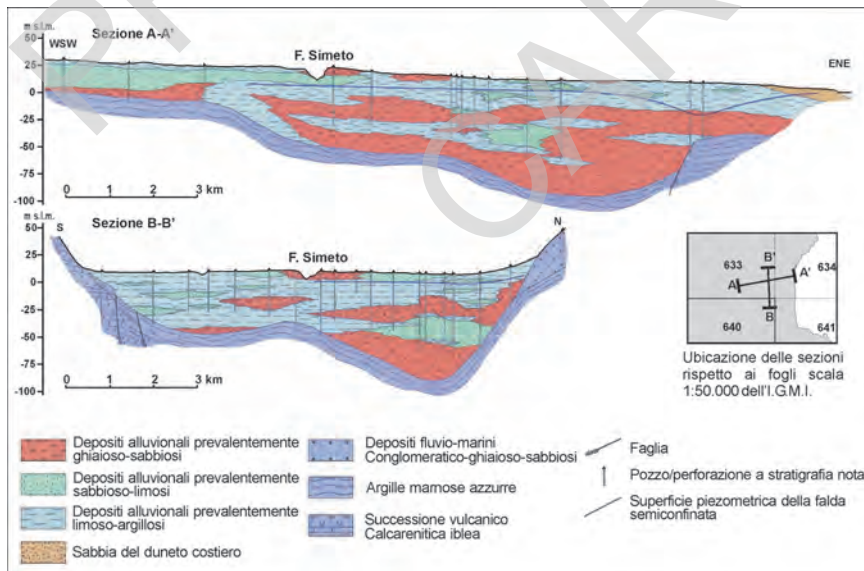 m s.l.m.
Sezione A-A'
WSW
F. Simeto
ENE
50
25
0
-25
-50
-75
-100
0 1 2 3 km
m s.l.m.
Sezione B-B'
S
F. Simeto
N
50
25
0
-25
-50
-75
-100
0 1 2 3 km
633
B'
634
A
A'
640
B
641
Ubicazione delle sezioni
rispetto ai fogli scala
1:50.000 dell'I.G.M.I.
Depositi alluvionali prevalentemente
ghiaioso-sabbiosi
Depositi alluvionali prevalentemente
sabbioso-limosi
Depositi alluvionali prevalentemente
limoso-argillosi
Sabbia del duneto costiero
Depositi fluvio-marini
Conglomeratico-ghiaioso-sabbiosi
Argille marnose azzurre
Successione vulcanico
Calcarenitica iblea
Faglia
Pozzo/perforazione a stratigrafia nota
Superficie piezometrica della falda
semiconfinata